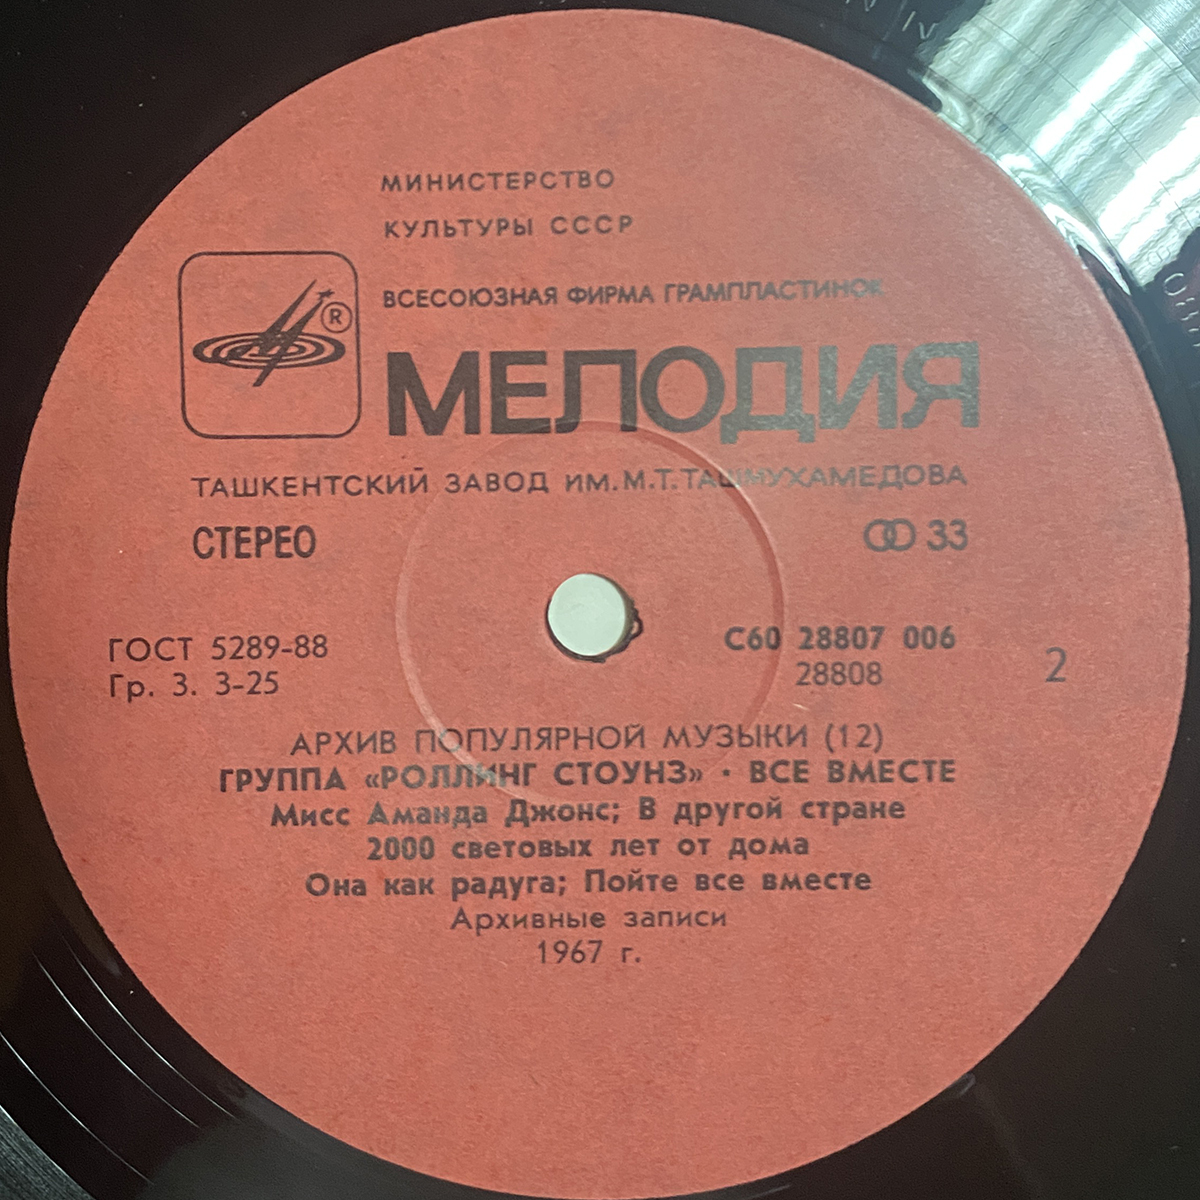 МИНИСТЕРСТВО
КУЛЬТУРЫ СССР
ВСЕСОЮЗНАЯ ФИРМА ГРАМПЛАСТИНОК
®
МЕЛОДИЯ
ТАШКЕНТСКИЙ ЗАВОД ИМ. М. Т. ТАШМУХАМЕДОВА
СТЕРЕО 33
ГОСТ 5289-88 С60 28807 006
Гр. 3. 3-25 28808 2
АРХИВ ПОПУЛЯРНОЙ МУЗЫКИ (12)
ГРУППА «РОЛЛИНГ СТОУНЗ» · ВСЕ ВМЕСТЕ
Мисс Аманда Джонс; В другой стране
2000 световых лет от дома
Она как радуга; Пойте все вместе
Архивные записи
1967 г.